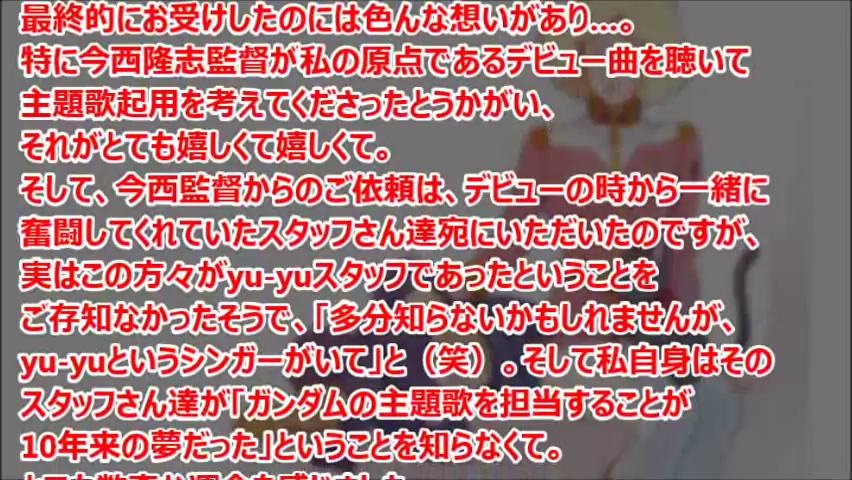 最終的にお受けしたのには色んな想いがあり…。
特に今西隆志監督が私の原点であるデビュー曲を聴いて
主題歌起用を考えてくださったとうかがい、
それがとても嬉しくて嬉しくて。
そして、今西監督からのご依頼は、デビューの時から一緒に
奮闘してくれていたスタッフさん達宛にいただいたのですが、
実はこの方々がyu-yuスタッフであったということを
ご存知なかったそうで、「多分知らないかもしれませんが、
yu-yuというシンガーがいて」と（笑）。そして私自身はその
スタッフさん達が「ガンダムの主題歌を担当することが
10年来の夢だった」ということを知らなくて。